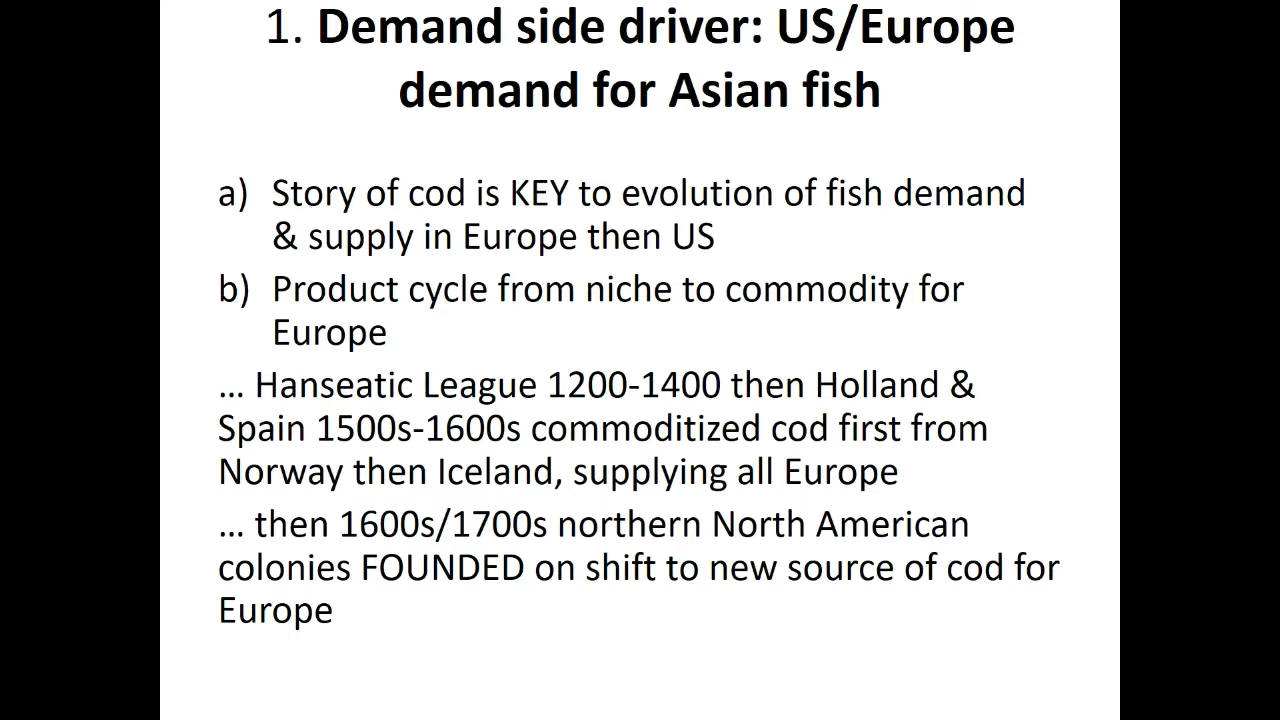 1. Demand side driver: US/Europe
demand for Asian fish
a) Story of cod is KEY to evolution of fish demand
& supply in Europe then US
b) Product cycle from niche to commodity for
Europe
… Hanseatic League 1200-1400 then Holland &
Spain 1500s-1600s commoditized cod first from
Norway then Iceland, supplying all Europe
… then 1600s/1700s northern North American
colonies FOUNDED on shift to new source of cod for
Europe